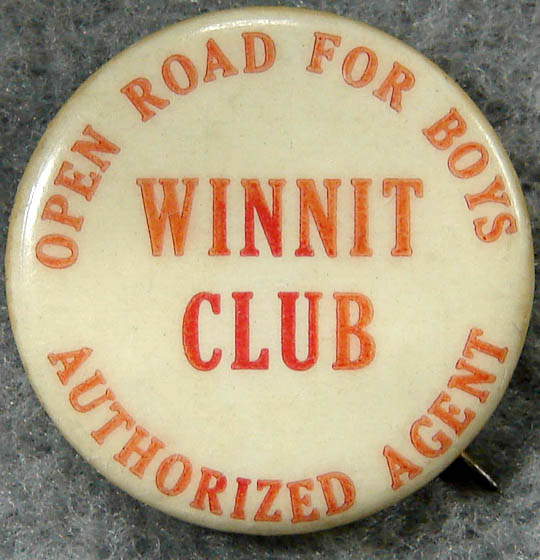 OPEN ROAD FOR BOYS
WINNIT
CLUB
AUTHORIZED AGENT